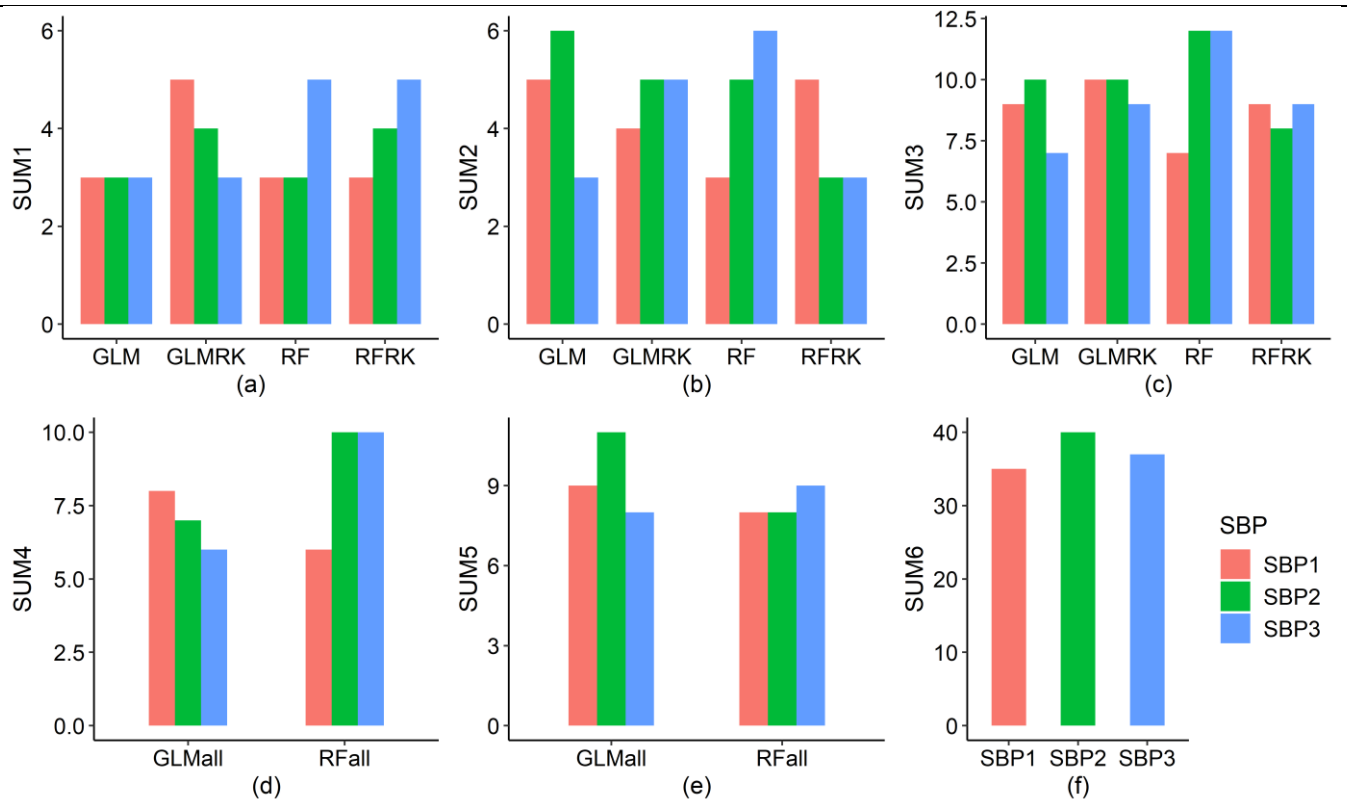 SUM1
6
4
2
0
GLM GLMRK RF RFRK
(a)
SUM2
6
4
2
0
GLM GLMRK RF RFRK
(b)
SUM3
12.5
10.0
7.5
5.0
2.5
0.0
GLM GLMRK RF RFRK
(c)
SUM4
10.0
7.5
5.0
2.5
0.0
GLMall RFall
(d)
SUM5
9
6
3
0
GLMall RFall
(e)
SUM6
40
30
20
10
0
SBP1 SBP2 SBP3
(f)
SBP
SBP1
SBP2
SBP3